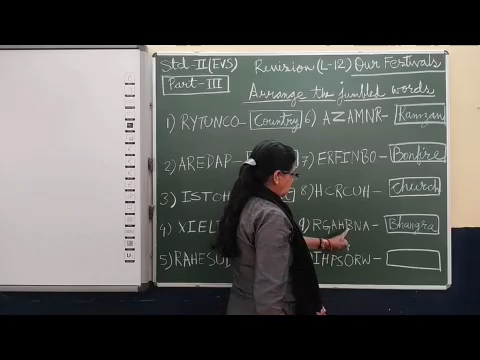 Std-II(EVS) Revision (L-12) Our Festivals
Part-III
Arrange the jumbled words
1) RYTUNCO- Country 6) AZAMNR- Ramzan
2) AREDAP- 7) ERFINBO- Bonfire
3) ISTOH 8) HCRCUH- Church
4) XIELT 9) RGAHBNA- Bhangra
5) RAHESU IHPSORW-